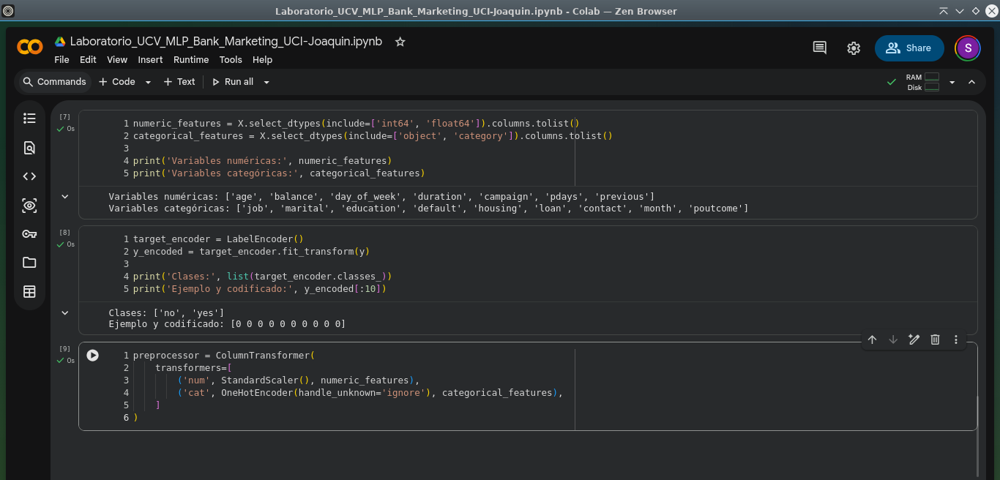 Laboratorio_UCV_MLP_Bank_Marketing_UCI-Joaquin.ipynb - Colab — Zen Browser
Laboratorio_UCV_MLP_Bank_Marketing_UCI-Joaquin.ipynb
File Edit View Insert Runtime Tools Help
Share
S
Commands + Code + Text Run all
RAM
Disk
[7]
0s
1 numeric_features = X.select_dtypes(include=['int64', 'float64']).columns.tolist()
2 categorical_features = X.select_dtypes(include=['object', 'category']).columns.tolist()
3
4 print('Variables numéricas:', numeric_features)
5 print('Variables categóricas:', categorical_features)
Variables numéricas: ['age', 'balance', 'day_of_week', 'duration', 'campaign', 'pdays', 'previous']
Variables categóricas: ['job', 'marital', 'education', 'default', 'housing', 'loan', 'contact', 'month', 'poutcome']
[8]
0s
1 target_encoder = LabelEncoder()
2 y_encoded = target_encoder.fit_transform(y)
3
4 print('Clases:', list(target_encoder.classes_))
5 print('Ejemplo y codificado:', y_encoded[:10])
Clases: ['no', 'yes']
Ejemplo y codificado: [0 0 0 0 0 0 0 0 0 0]
[9]
0s
1 preprocessor = ColumnTransformer(
2     transformers=[
3         ('num', StandardScaler(), numeric_features),
4         ('cat', OneHotEncoder(handle_unknown='ignore'), categorical_features),
5     ]
6 )